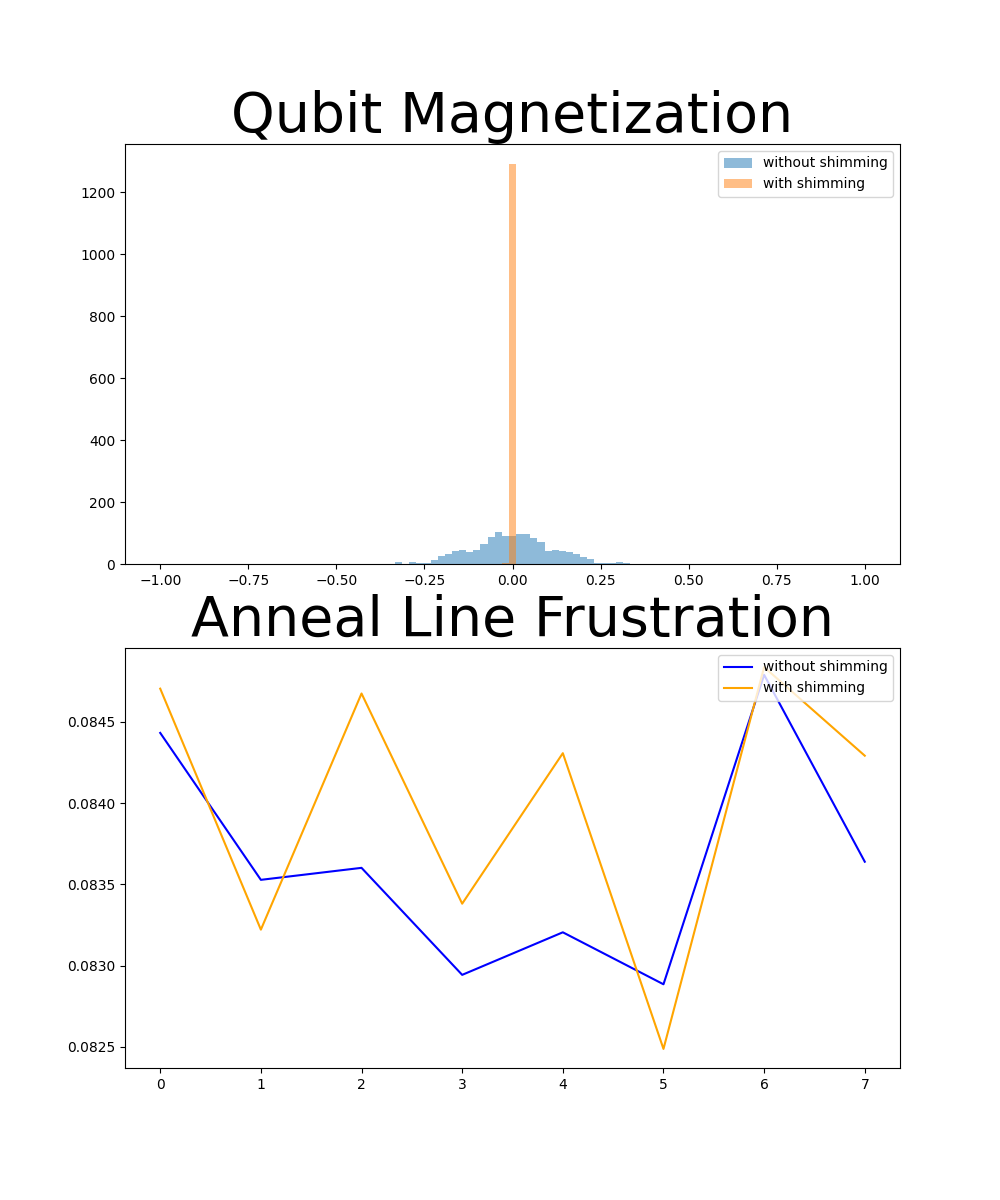 Qubit Magnetization
without shimming
with shimming
1200
1000
800
600
400
200
0
−1.00 −0.75 −0.50 −0.25 0.00 0.25 0.50 0.75 1.00
Anneal Line Frustration
without shimming
with shimming
0.0845
0.0840
0.0835
0.0830
0.0825
0 1 2 3 4 5 6 7